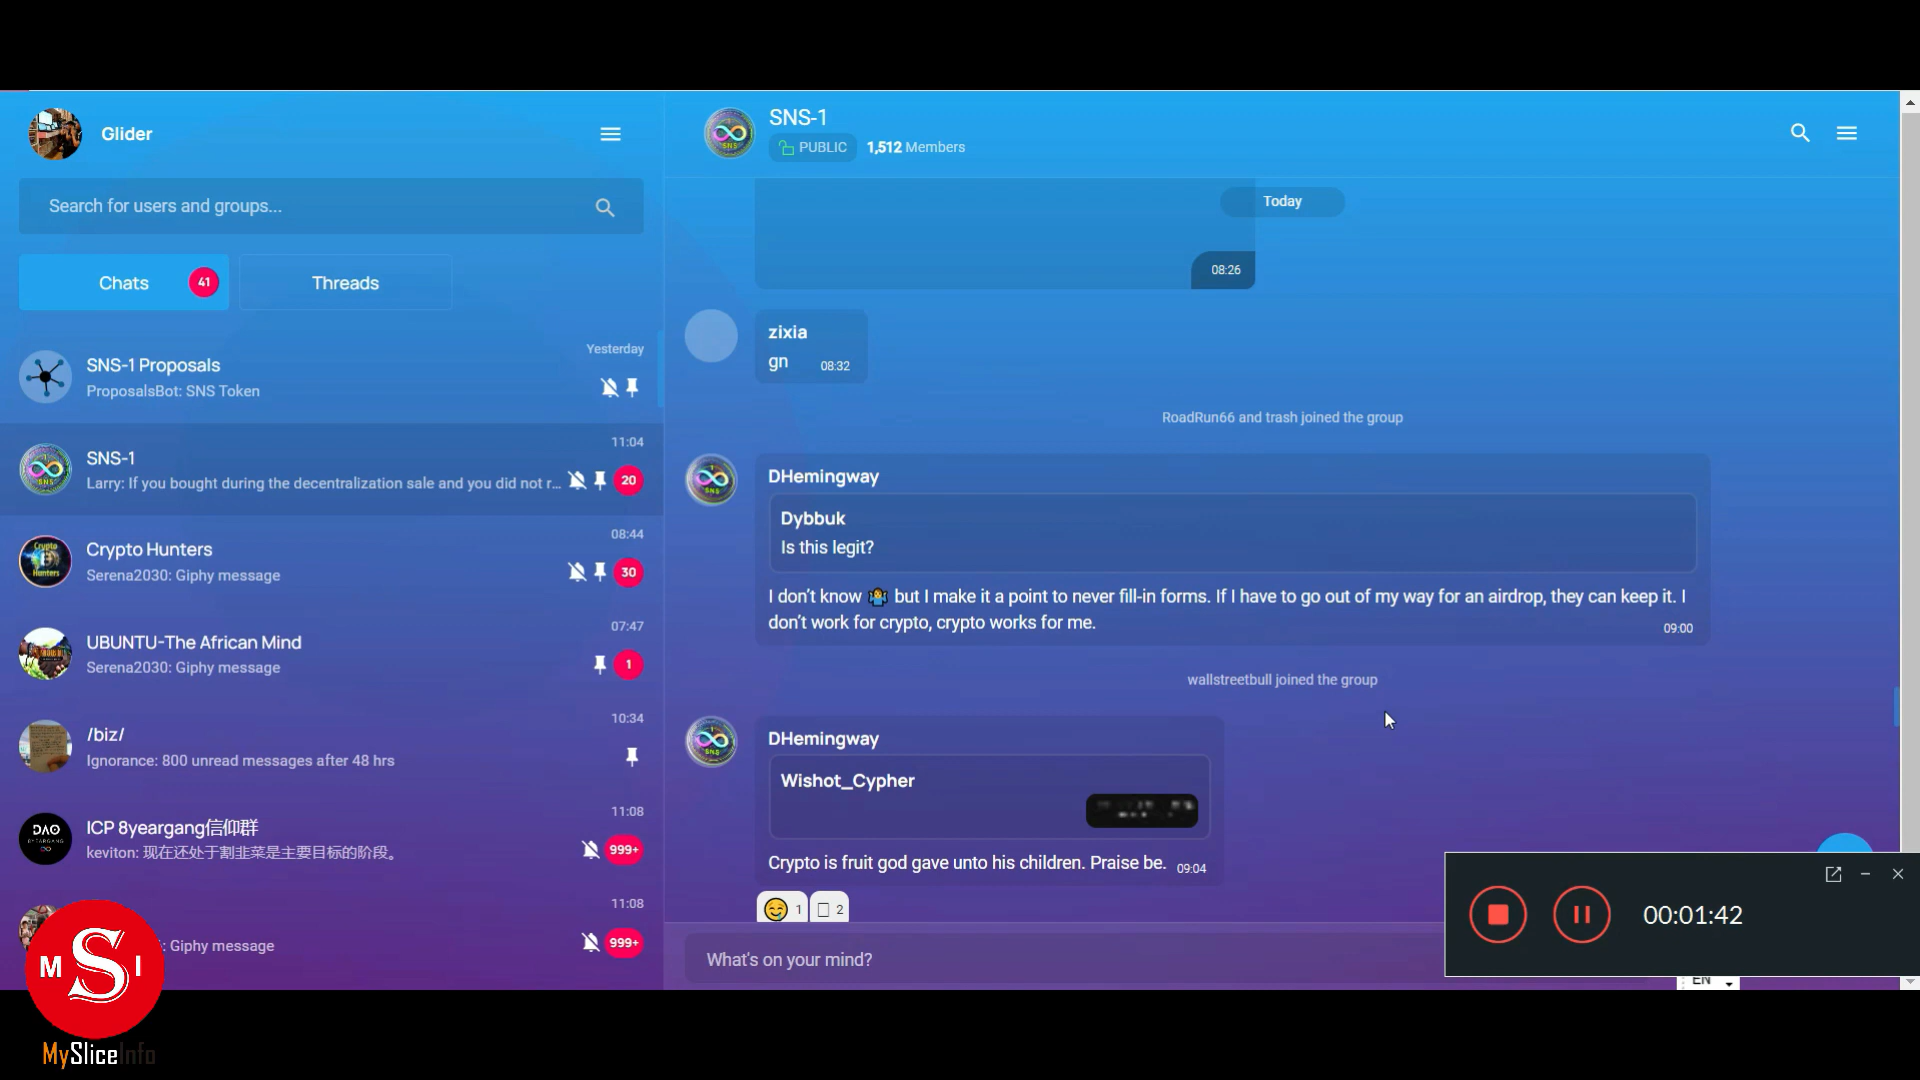 Glider
Search for users and groups...
Chats 41
Threads
SNS-1 Proposals
Yesterday
ProposalsBot: SNS Token
SNS-1
11:04
Larry: If you bought during the decentralization sale and you did not r...
20
Crypto Hunters
08:44
Serena2030: Giphy message
30
UBUNTU-The African Mind
07:47
Serena2030: Giphy message
1
/biz/
10:34
Ignorance: 800 unread messages after 48 hrs
DAO
ICP 8yeargang信仰群
11:08
keviton: 现在还处于割韭菜是主要目标的阶段。
999+
11:08
: Giphy message
999+
SNS-1
PUBLIC
1,512 Members
Today
08:26
zixia
gn 08:32
RoadRun66 and trash joined the group
DHemingway
Dybbuk
Is this legit?
I don't know 🤷 but I make it a point to never fill-in forms. If I have to go out of my way for an airdrop, they can keep it. I
don't work for crypto, crypto works for me.
09:00
wallstreetbull joined the group
DHemingway
Wishot_Cypher
Crypto is fruit god gave unto his children. Praise be. 09:04
1
2
What's on your mind?
00:01:42
EN
M S I
MySliceInfo